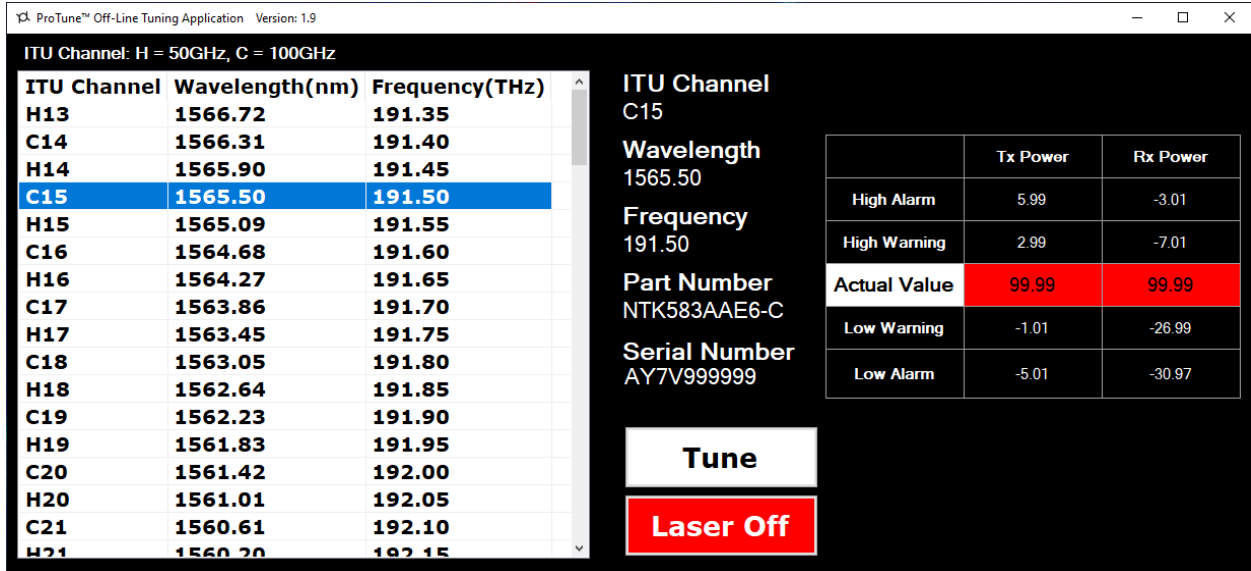 ProTune™ Off-Line Tuning Application Version: 1.9
ITU Channel: H = 50GHz, C = 100GHz
ITU Channel Wavelength(nm) Frequency(THz)
H13 1566.72 191.35
C14 1566.31 191.40
H14 1565.90 191.45
C15 1565.50 191.50
H15 1565.09 191.55
C16 1564.68 191.60
H16 1564.27 191.65
C17 1563.86 191.70
H17 1563.45 191.75
C18 1563.05 191.80
H18 1562.64 191.85
C19 1562.23 191.90
H19 1561.83 191.95
C20 1561.42 192.00
H20 1561.01 192.05
C21 1560.61 192.10
H21 1560.20 192.15
ITU Channel
C15
Wavelength
1565.50
Frequency
191.50
Part Number
NTK583AAE6-C
Serial Number
AY7V999999
Tx Power Rx Power
High Alarm 5.99 -3.01
High Warning 2.99 -7.01
Actual Value 99.99 99.99
Low Warning -1.01 -26.99
Low Alarm -5.01 -30.97
Tune
Laser Off